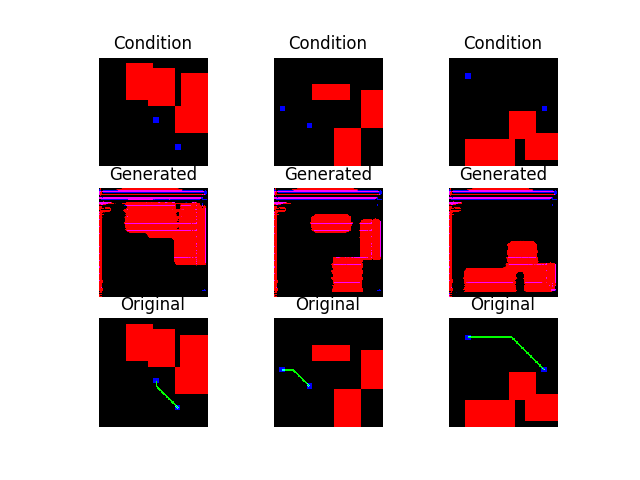 Condition Condition Condition
Generated Generated Generated
Original Original Original